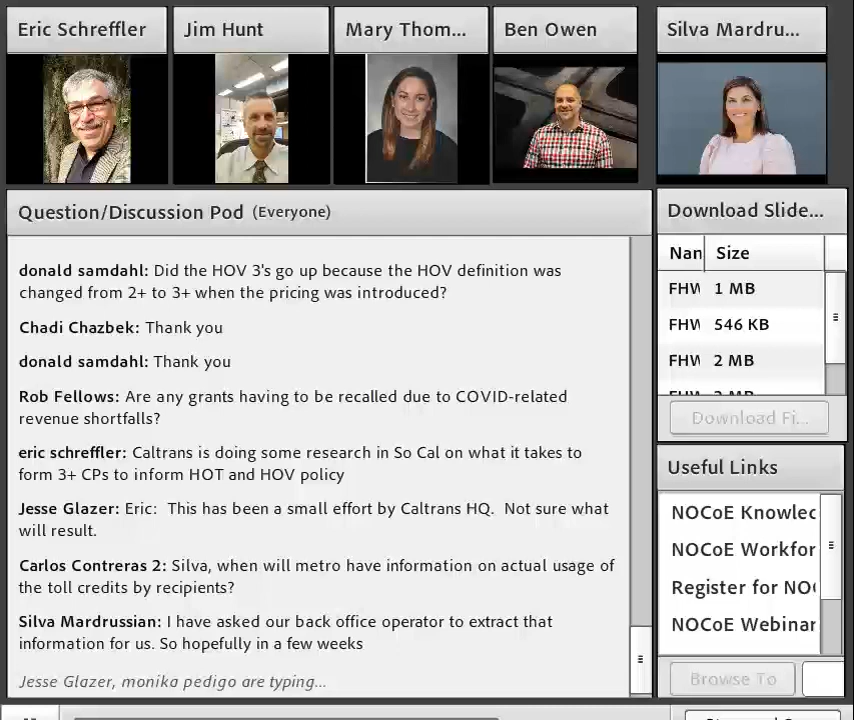 Eric Schreffler
Jim Hunt
Mary Thom...
Ben Owen
Silva Mardru...
Question/Discussion Pod (Everyone)
donald samdahl: Did the HOV 3's go up because the HOV definition was
changed from 2+ to 3+ when the pricing was introduced?
Chadi Chazbek: Thank you
donald samdahl: Thank you
Rob Fellows: Are any grants having to be recalled due to COVID-related
revenue shortfalls?
eric schreffler: Caltrans is doing some research in So Cal on what it takes to
form 3+ CPs to inform HOT and HOV policy
Jesse Glazer: Eric:  This has been a small effort by Caltrans HQ.  Not sure what
will result.
Carlos Contreras 2: Silva, when will metro have information on actual usage of
the toll credits by recipients?
Silva Mardrussian: I have asked our back office operator to extract that
information for us. So hopefully in a few weeks
Jesse Glazer, monika pedigo are typing...
Download Slide...
Nan Size
FHW 1 MB
FHW 546 KB
FHW 2 MB
Download Fi...
Useful Links
NOCoE Knowlec
NOCoE Workfor
Register for NO
NOCoE Webinar
Browse To